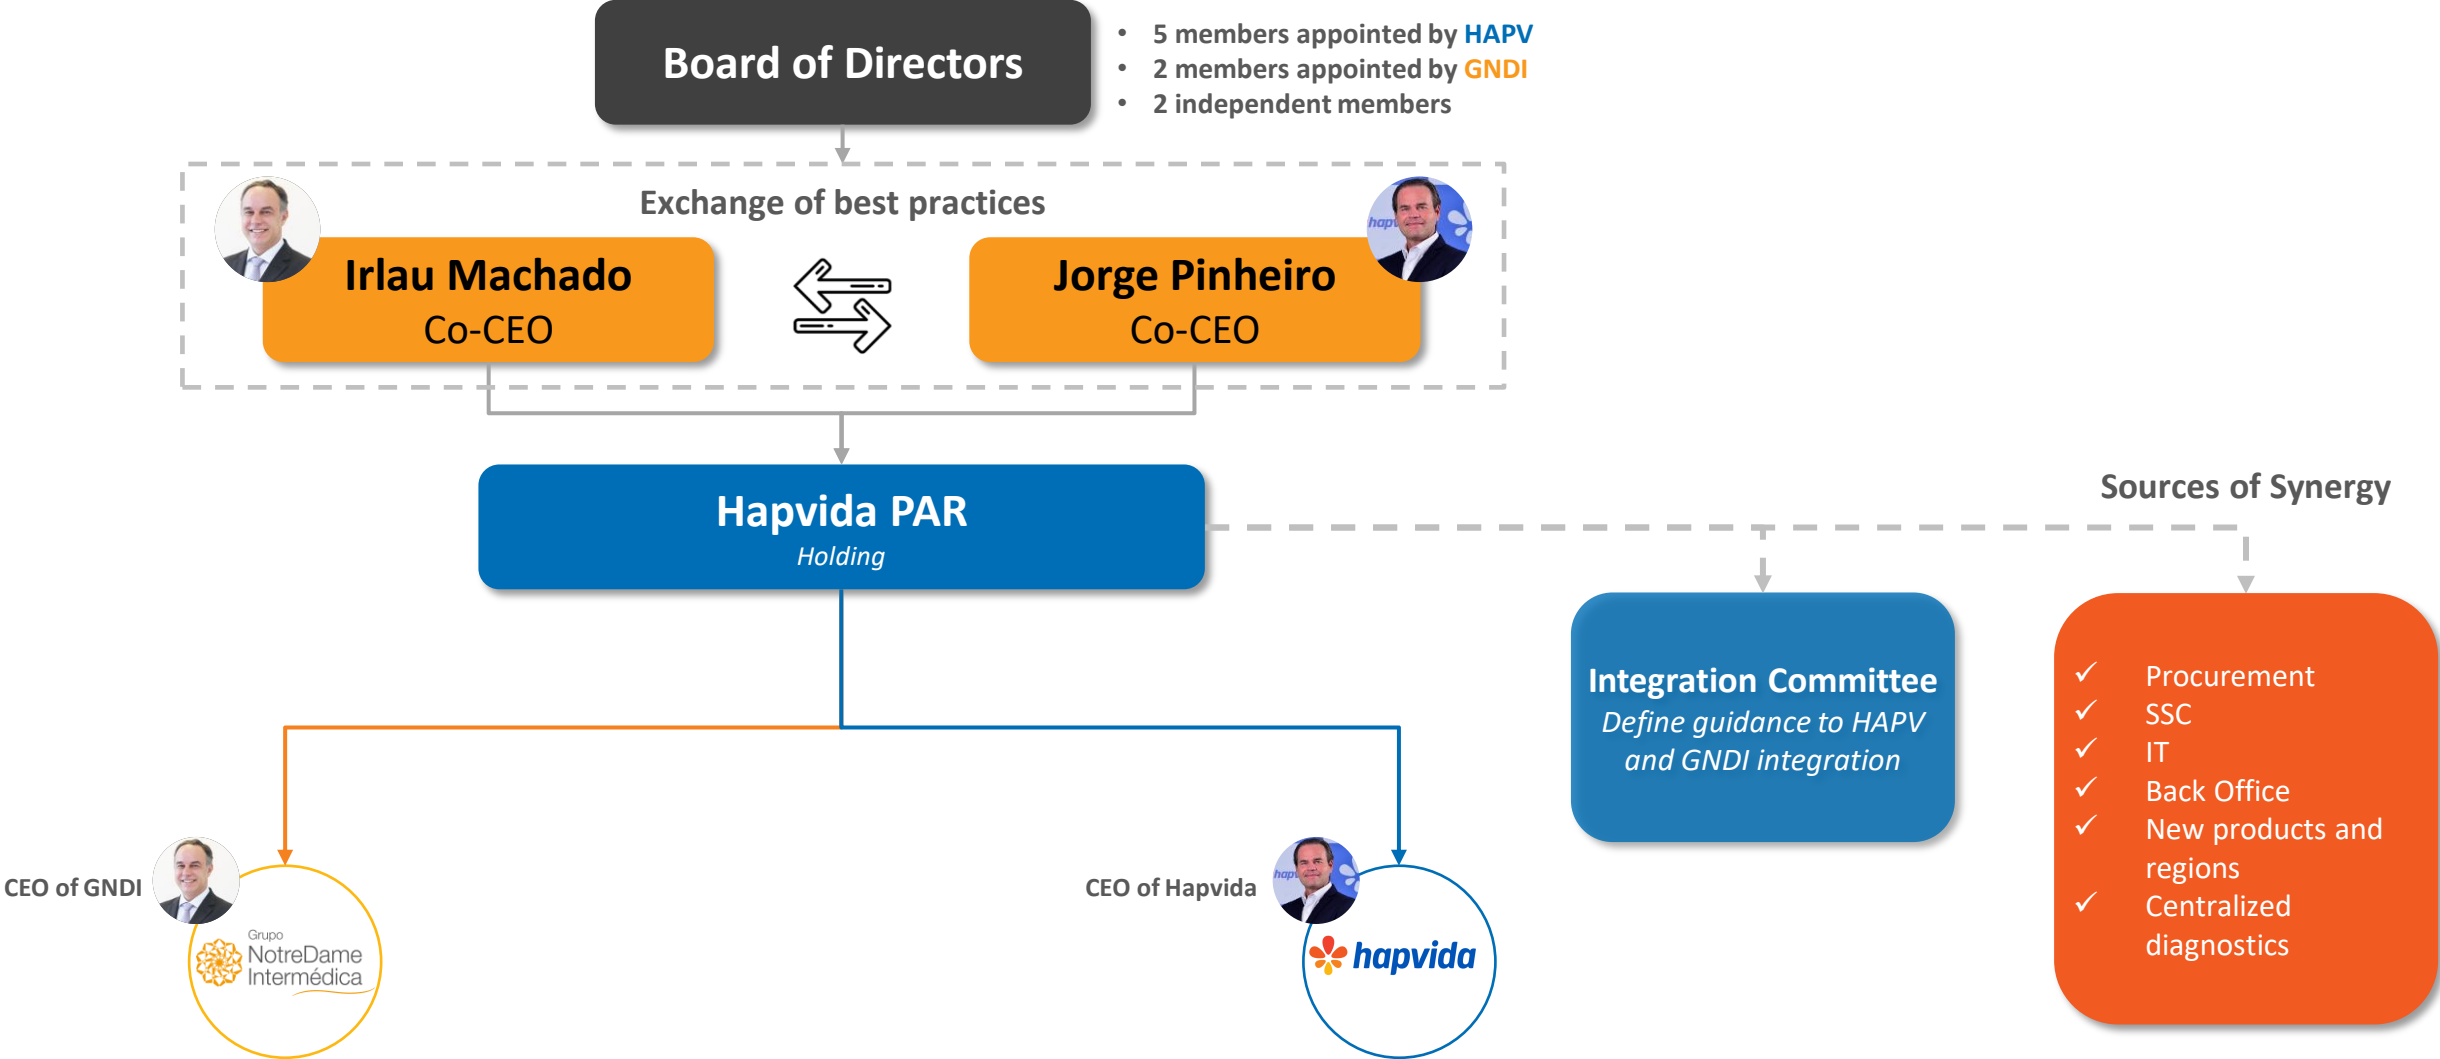 Board of Directors
• 5 members appointed by HAPV
• 2 members appointed by GNDI
• 2 independent members
Exchange of best practices
Irlau Machado
Co-CEO
Jorge Pinheiro
Co-CEO
Hapvida PAR
Holding
Sources of Synergy
Integration Committee
Define guidance to HAPV
and GNDI integration
✓ Procurement
✓ SSC
✓ IT
✓ Back Office
✓ New products and
regions
✓ Centralized
diagnostics
CEO of GNDI
Grupo
NotreDame
Intermédica
CEO of Hapvida
hapvida